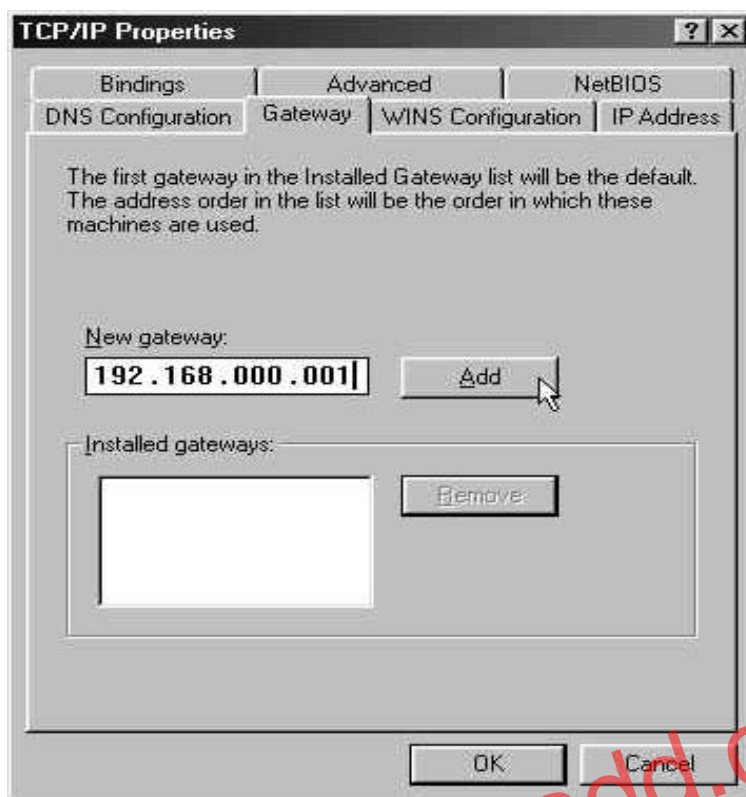 TCP/IP Properties
Bindings Advanced NetBIOS
DNS Configuration Gateway WINS Configuration IP Address
The first gateway in the Installed Gateway list will be the default.
The address order in the list will be the order in which these
machines are used.
New gateway:
192.168.000.001
Add
Installed gateways:
Remove
OK Cancel